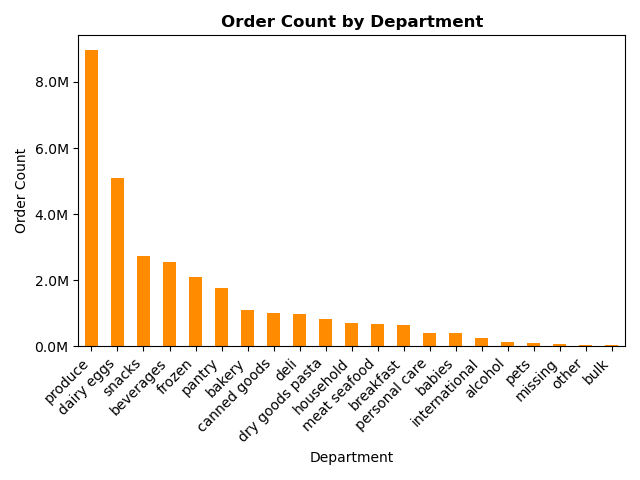 Order Count by Department
Order Count
8.0M
6.0M
4.0M
2.0M
0.0M
produce
dairy eggs
snacks
beverages
frozen
pantry
bakery
canned goods
deli
dry goods pasta
household
meat seafood
breakfast
personal care
babies
international
alcohol
pets
missing
other
bulk
Department